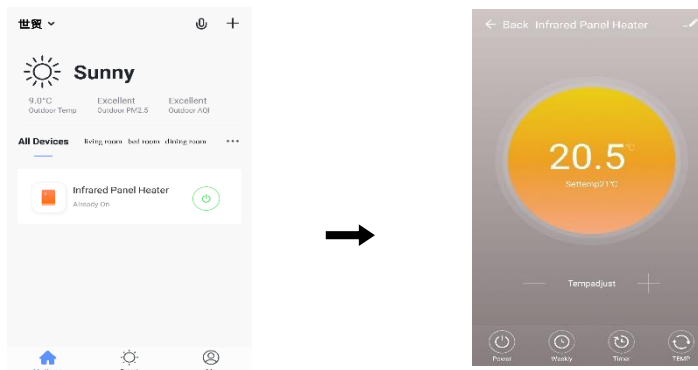 世贸
Sunny
9.0°C Excellent Excellent
Outdoor Temp Outdoor PM2.5 Outdoor AQI
All Devices living room bed room dining room ...
Infrared Panel Heater
Already On
← Back Infrared Panel Heater
20.5°C
Settemp21℃
Tempadjust
Power Weekly Timer TEMP